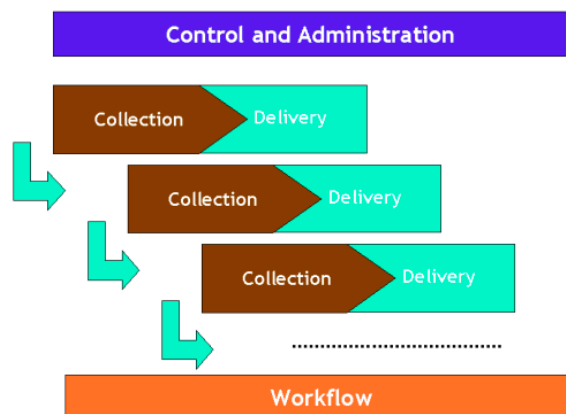 Control and Administration
Collection Delivery
Collection Delivery
Collection Delivery
Workflow